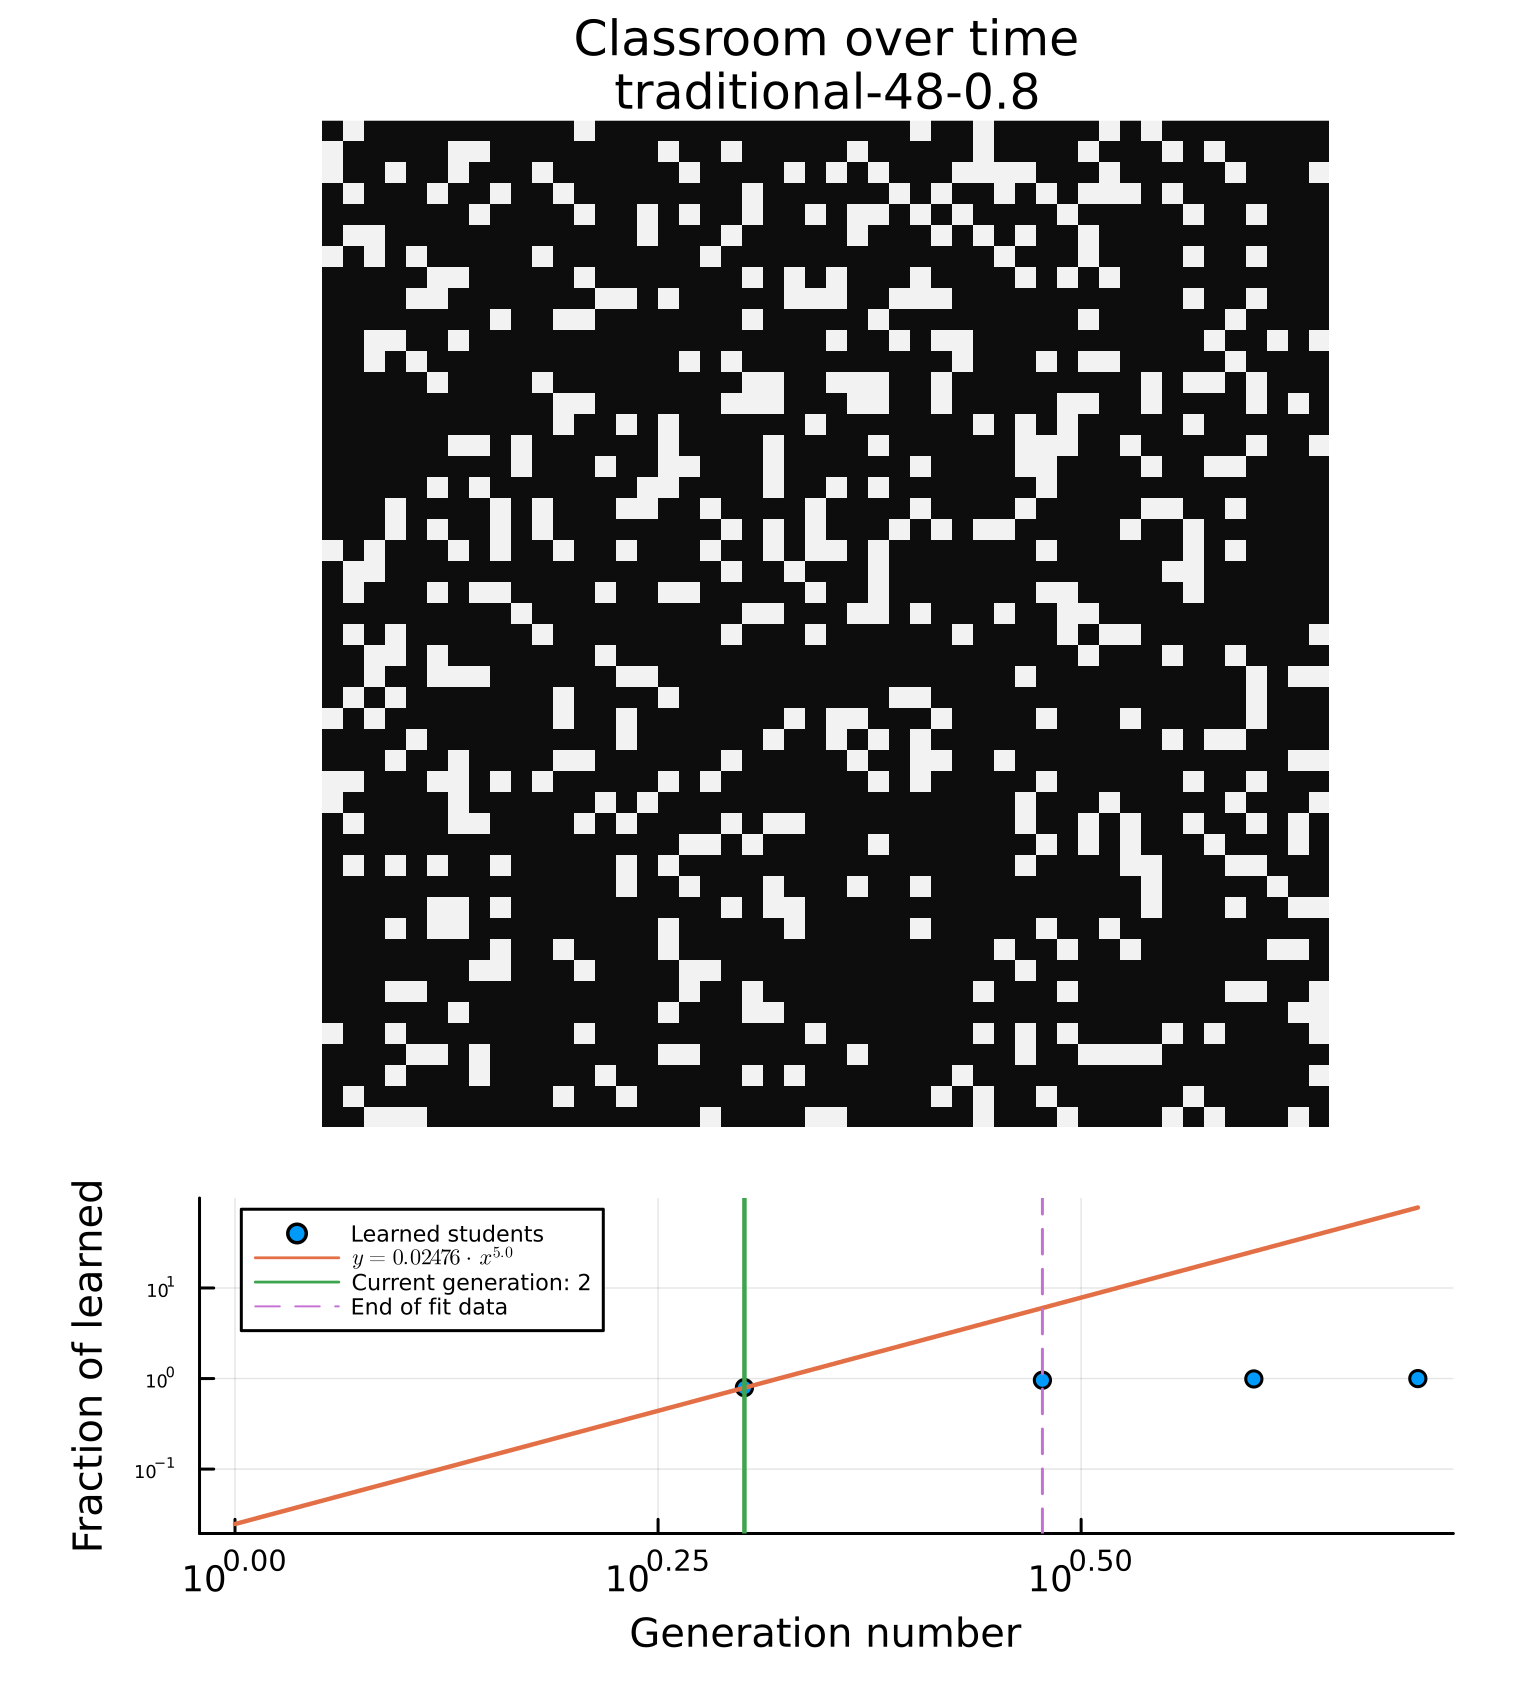 Classroom over time
traditional-48-0.8
Fraction of learned
Learned students
y = 0.02476 · x^5.0
Current generation: 2
End of fit data
10^1
10^0
10^−1
10^0.00
10^0.25
10^0.50
Generation number